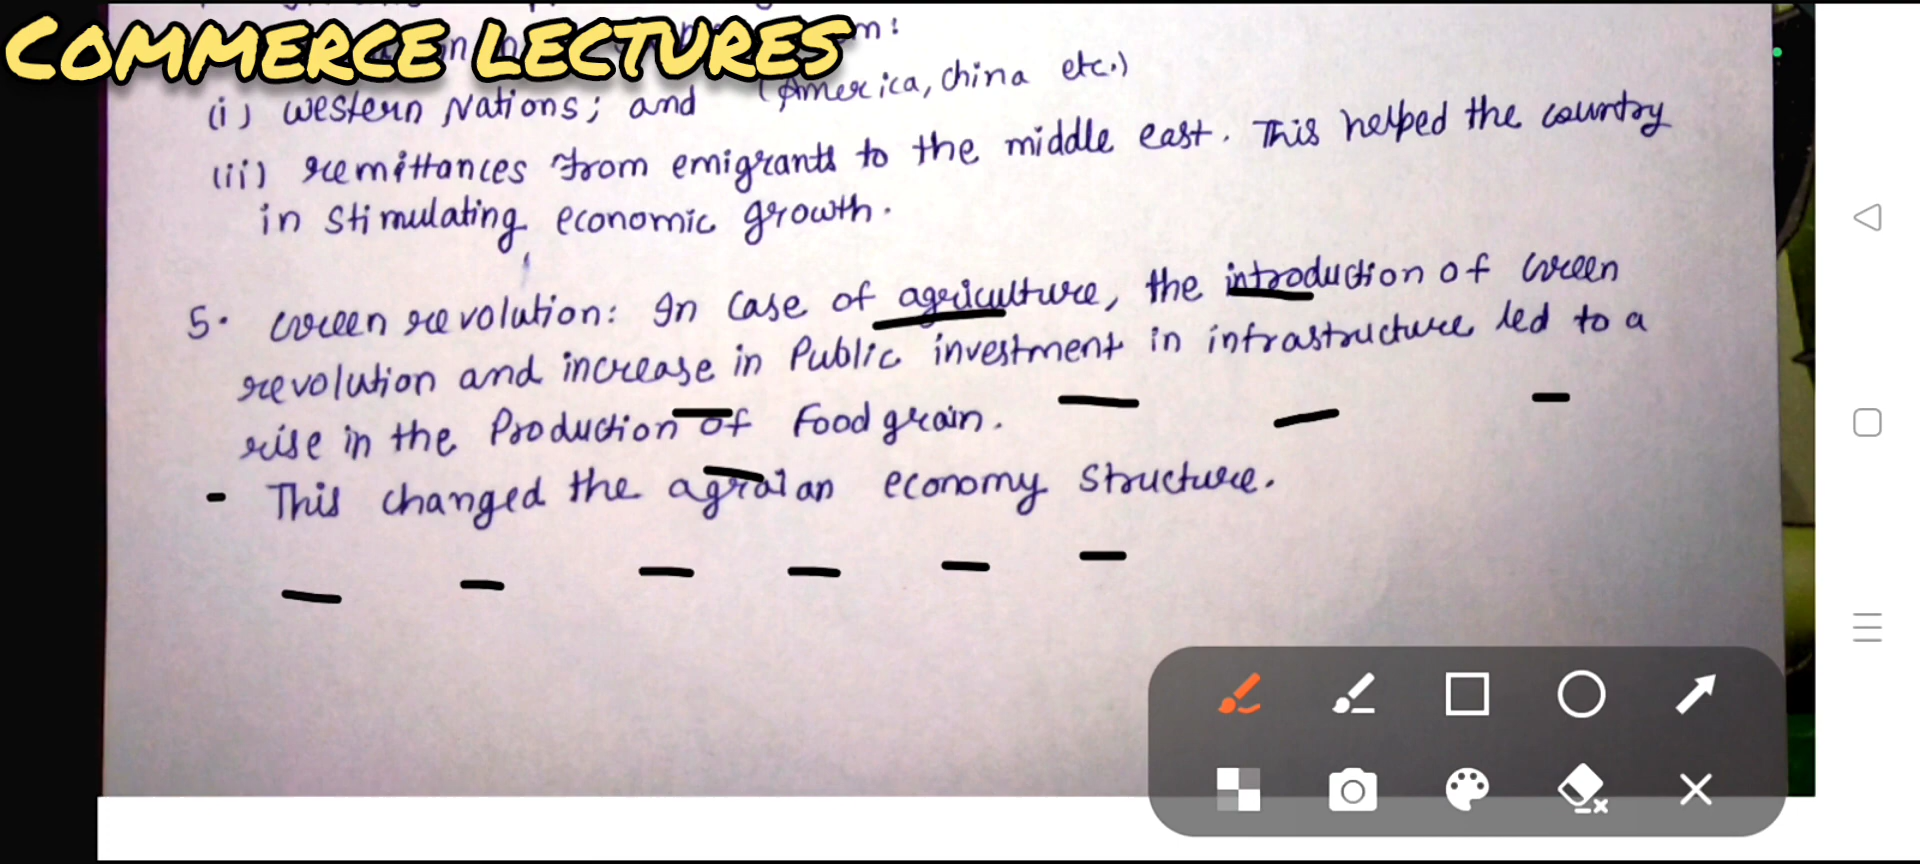 COMMERCE LECTURES
(i) Western Nations; and (America, China etc.)
(ii) remittances from emigrants to the middle east. This helped the country
in stimulating economic growth.
5. Green revolution: In case of agriculture, the introduction of Green
revolution and increase in Public investment in infrastructure led to a
rise in the Production of Food grain.
- This changed the agraian economy structure.